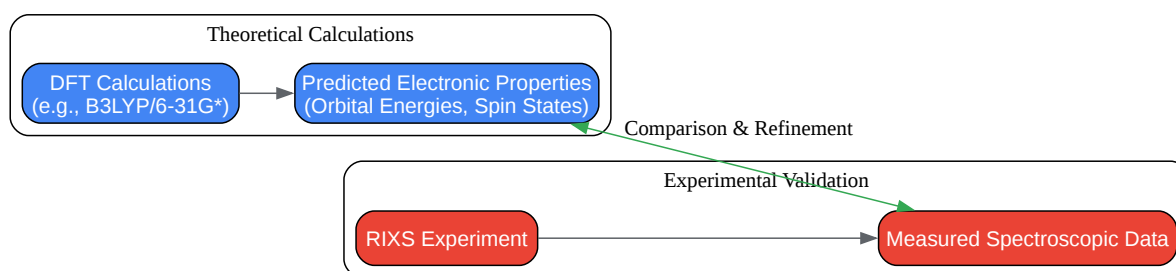 Theoretical Calculations
DFT Calculations
(e.g., B3LYP/6-31G*)
Predicted Electronic Properties
(Orbital Energies, Spin States)
Comparison & Refinement
Experimental Validation
RIXS Experiment
Measured Spectroscopic Data